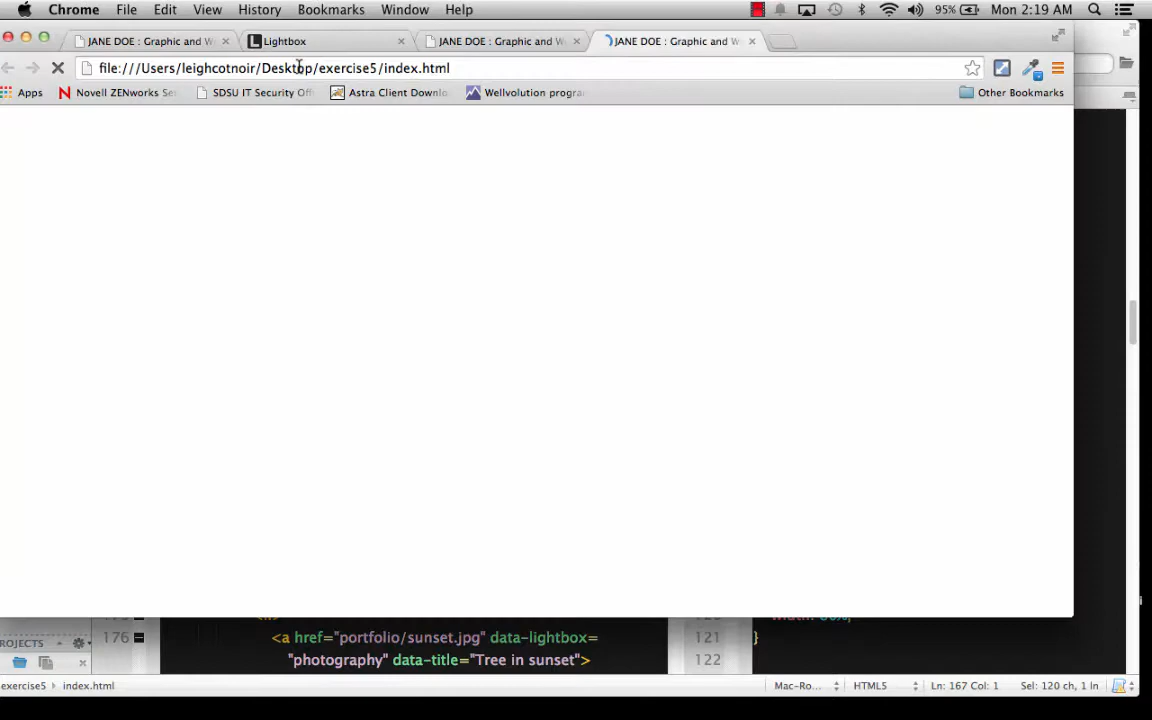 Chrome File Edit View History Bookmarks Window Help 95% Mon 2:19 AM
JANE DOE : Graphic and W Lightbox JANE DOE : Graphic and W JANE DOE : Graphic and W
file:///Users/leighcotnoir/Desktop/exercise5/index.html
Apps Novell ZENworks Se SDSU IT Security Off Astra Client Downlo Wellvolution progra Other Bookmarks
176 <a href="portfolio/sunset.jpg" data-lightbox=
"photography" data-title="Tree in sunset">
ROJECTS
121 }
122
exercise5 index.html Mac-Ro... HTML5 Ln: 167 Col: 1 Sel: 120 ch, 1 ln